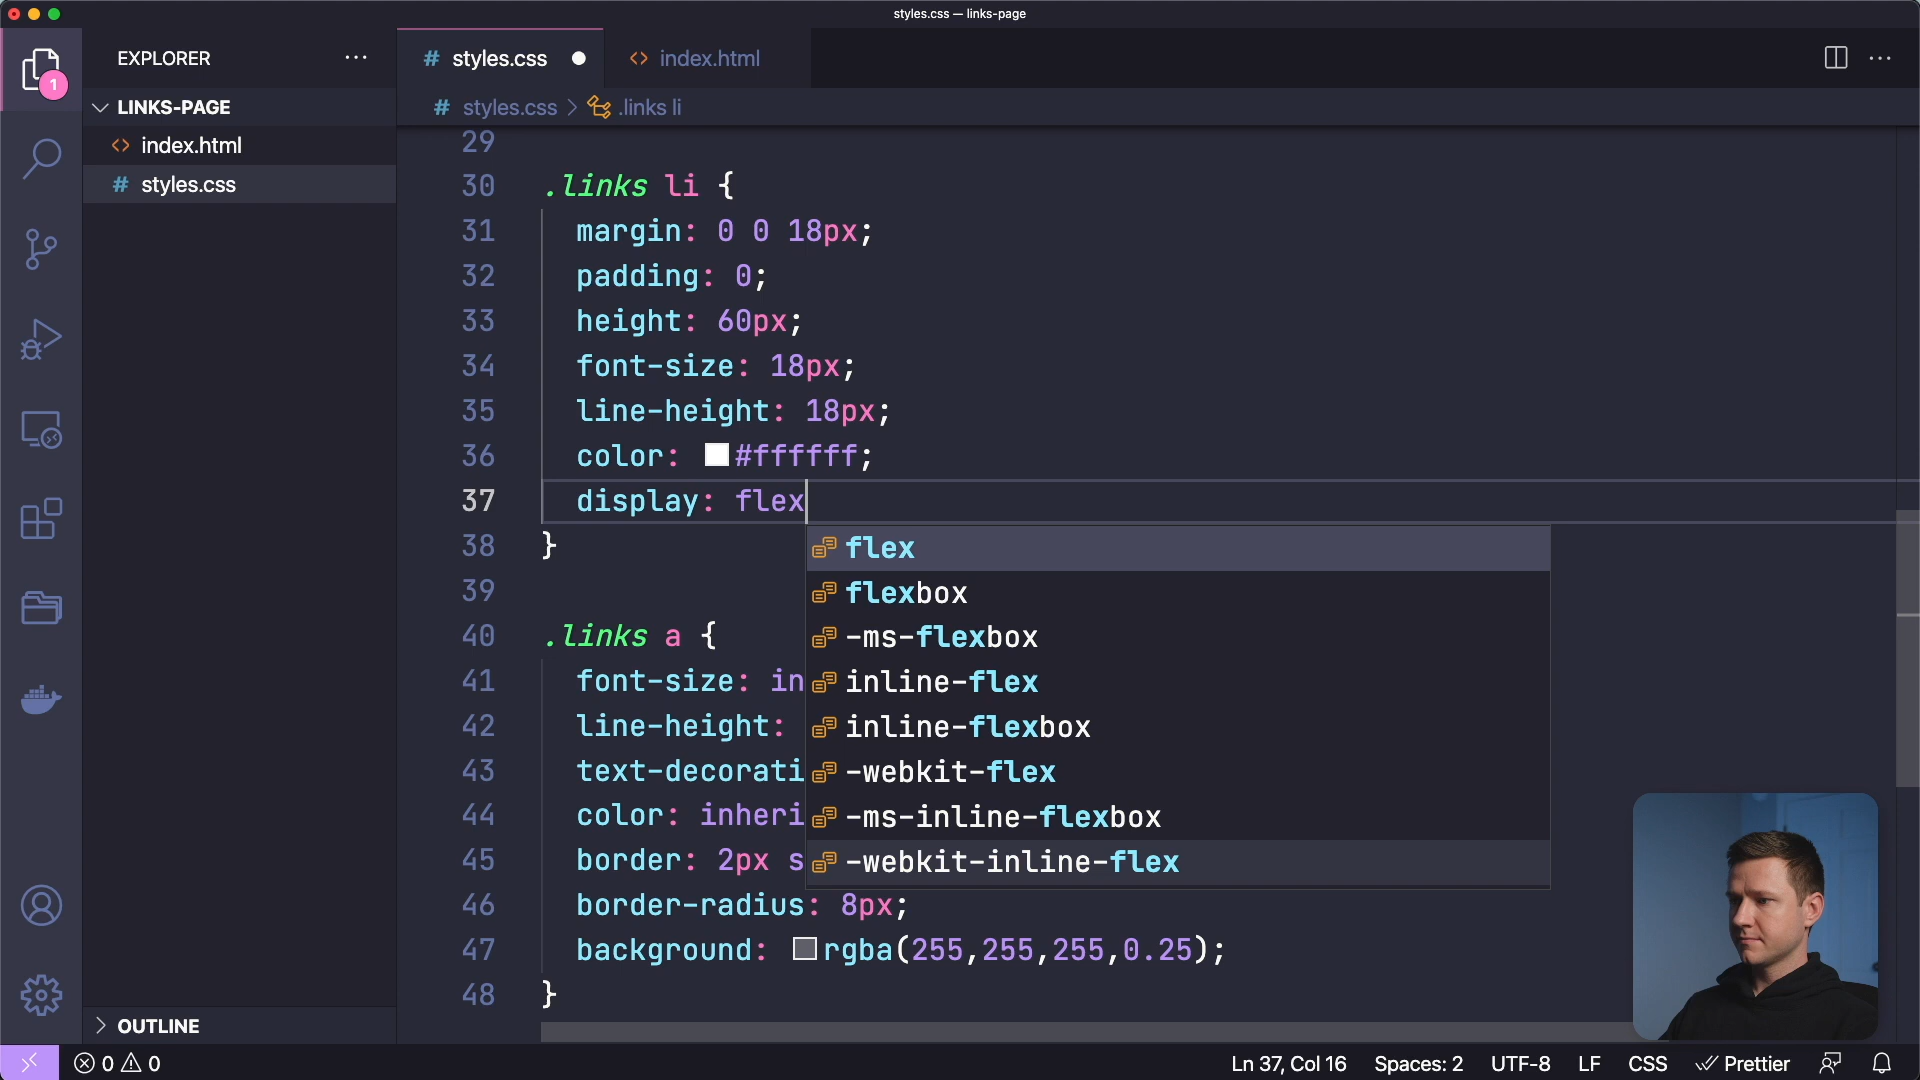 styles.css — links-page
EXPLORER
# styles.css
<> index.html
1
LINKS-PAGE
<> index.html
# styles.css
# styles.css > .links li
29
30 .links li {
31 margin: 0 0 18px;
32 padding: 0;
33 height: 60px;
34 font-size: 18px;
35 line-height: 18px;
36 color: #ffffff;
37 display: flex
38 }
39
40 .links a {
41 font-size: in
42 line-height:
43 text-decorati
44 color: inheri
45 border: 2px s
46 border-radius: 8px;
47 background: rgba(255,255,255,0.25);
48 }
flex
flexbox
-ms-flexbox
inline-flex
inline-flexbox
-webkit-flex
-ms-inline-flexbox
-webkit-inline-flex
OUTLINE
0 0
Ln 37, Col 16 Spaces: 2 UTF-8 LF CSS Prettier